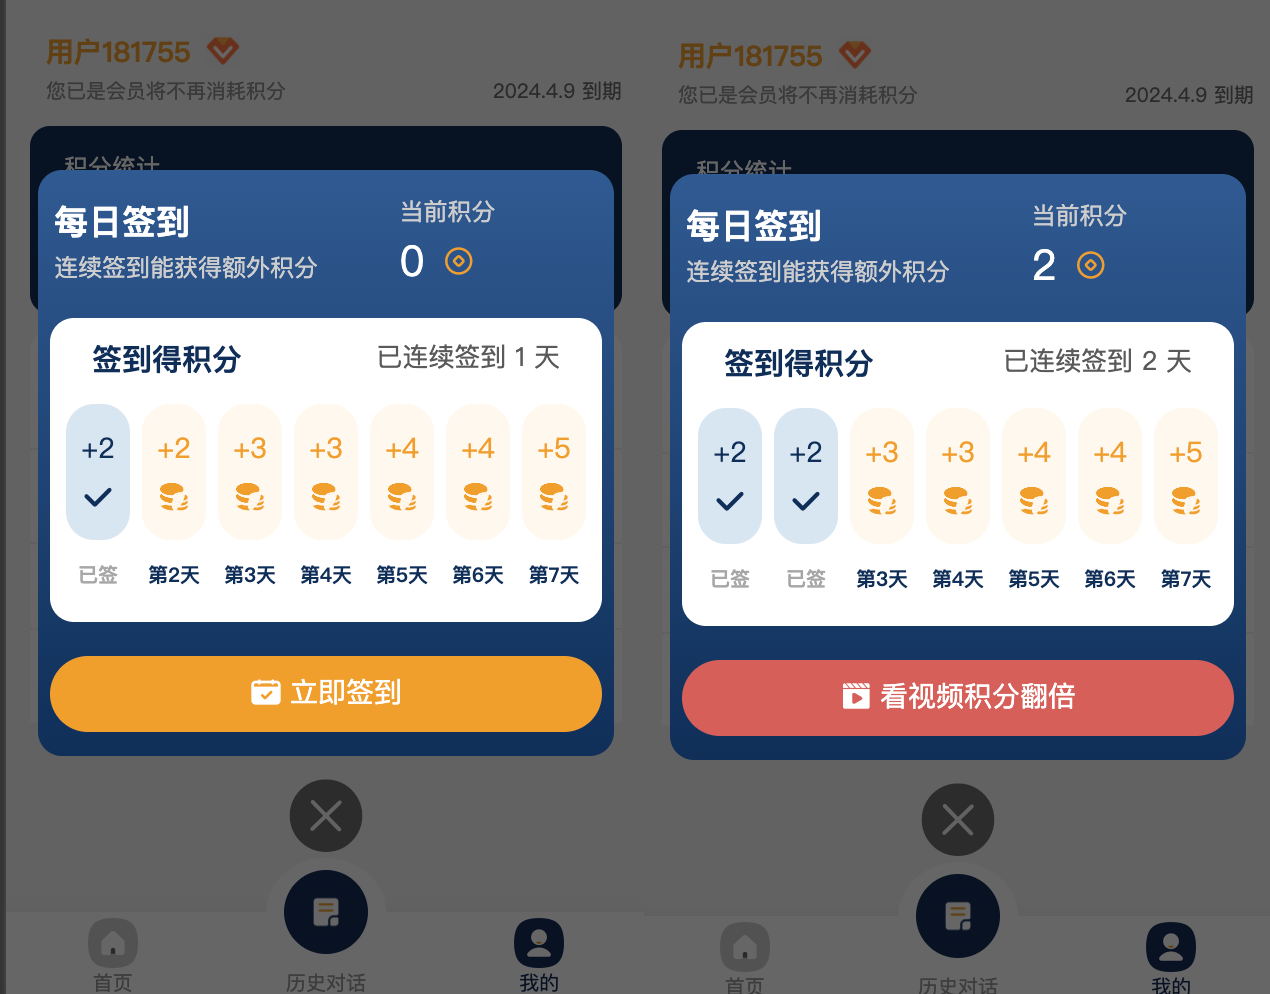 用户181755
您已是会员将不再消耗积分
2024.4.9 到期
积分统计
每日签到
连续签到能获得额外积分
当前积分
0
签到得积分
已连续签到 1 天
+2 +2 +3 +3 +4 +4 +5
已签 第2天 第3天 第4天 第5天 第6天 第7天
立即签到
首页
历史对话
我的
用户181755
您已是会员将不再消耗积分
2024.4.9 到期
积分统计
每日签到
连续签到能获得额外积分
当前积分
2
签到得积分
已连续签到 2 天
+2 +2 +3 +3 +4 +4 +5
已签 已签 第3天 第4天 第5天 第6天 第7天
看视频积分翻倍
首页
历史对话
我的